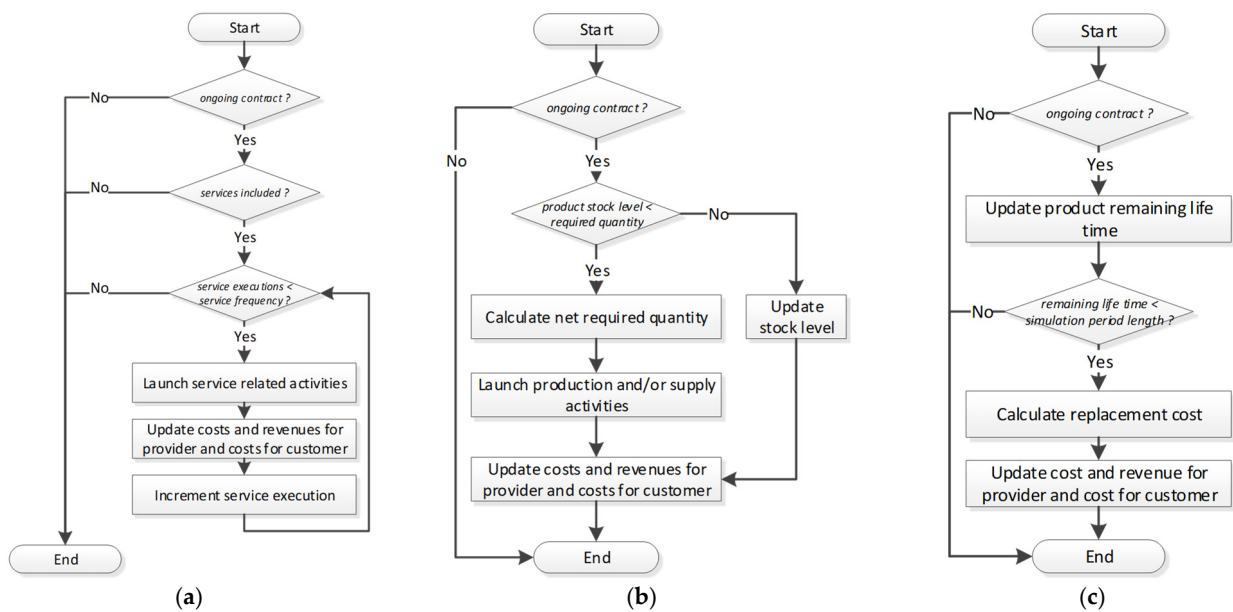 Start
ongoing contract ?
No
Yes
services included ?
No
Yes
service executions <
service frequency ?
No
Yes
Launch service related activities
Update costs and revenues for
provider and costs for customer
Increment service execution
End
(a)
Start
ongoing contract ?
No
Yes
product stock level <
required quantity
No
Yes
Calculate net required quantity
Update
stock level
Launch production and/or supply
activities
Update costs and revenues for
provider and costs for customer
End
(b)
Start
ongoing contract ?
No
Yes
Update product remaining life
time
remaining life time <
simulation period length ?
No
Yes
Calculate replacement cost
Update cost and revenue for
provider and cost for customer
End
(c)